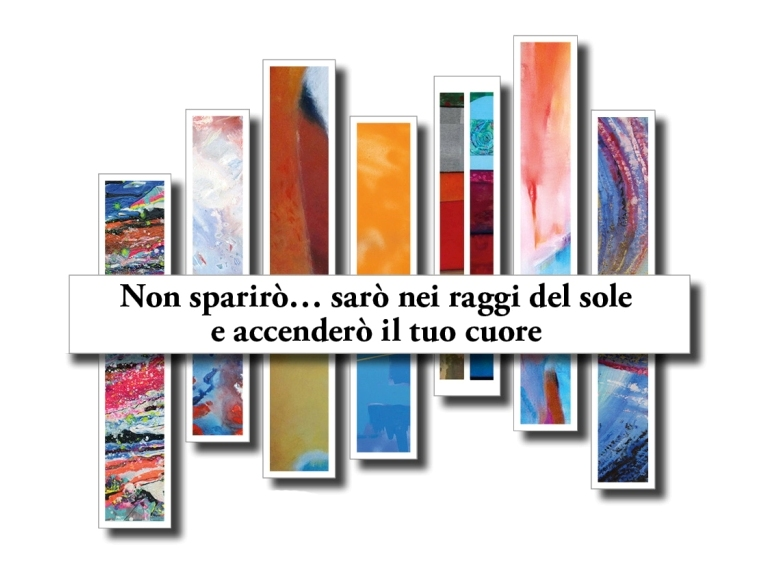 Non sparirò… sarò nei raggi del sole
e accenderò il tuo cuore